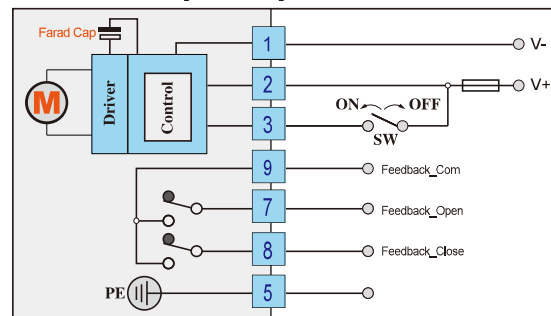 Farad Cap
M
Driver
Control
1
V-
2
V+
ON
OFF
3
SW
9
Feedback_Com
7
Feedback_Open
8
Feedback_Close
PE
5